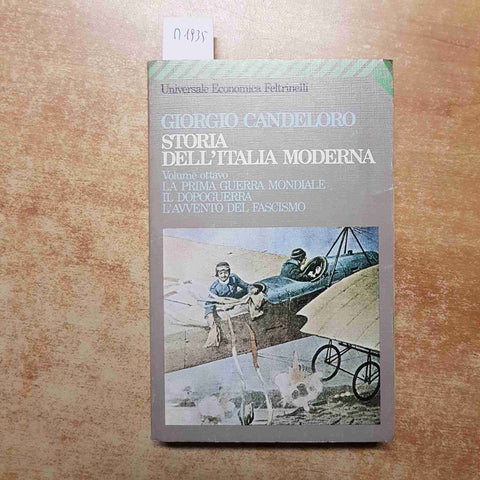 n 1935
Universale Economica Feltrinelli
GIORGIO CANDELORO
STORIA
DELL'ITALIA MODERNA
Volume ottavo
LA PRIMA GUERRA MONDIALE
IL DOPOGUERRA
L'AVVENTO DEL FASCISMO